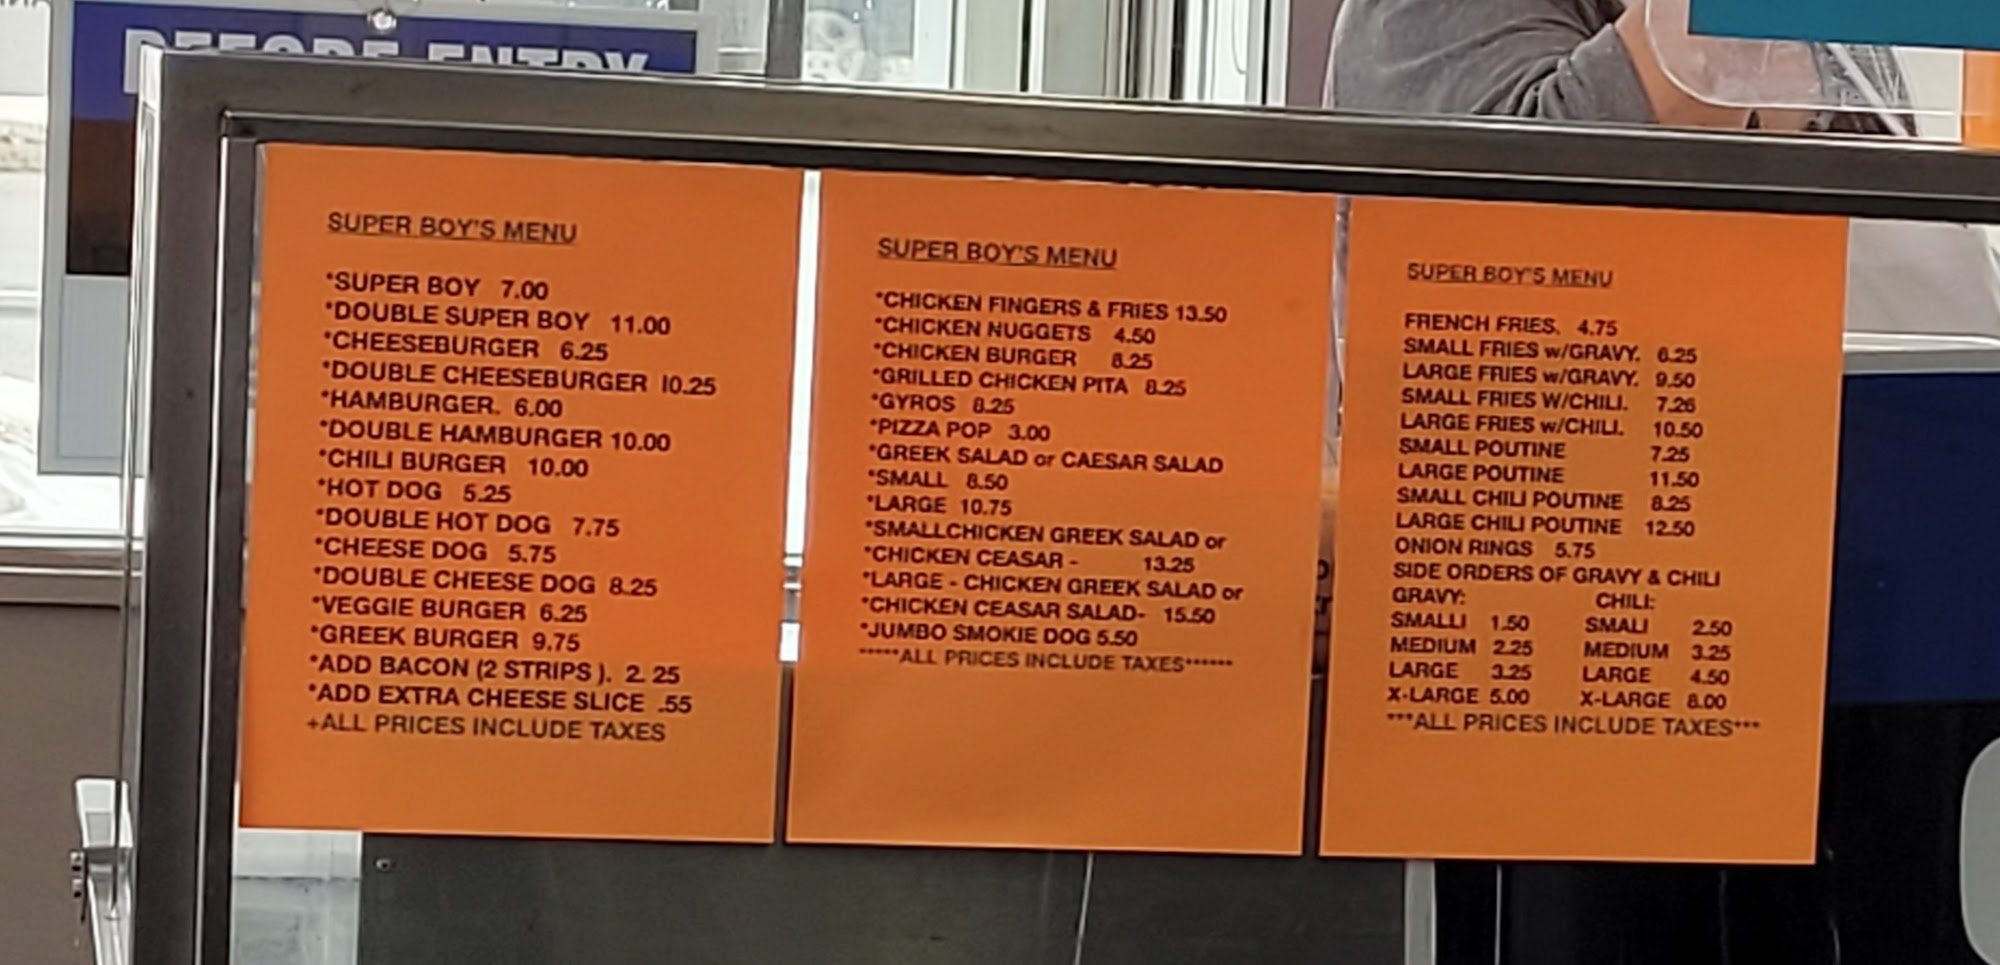 BEFORE ENTRY
SUPER BOY'S MENU
*SUPER BOY 7.00
*DOUBLE SUPER BOY 11.00
*CHEESEBURGER 6.25
*DOUBLE CHEESEBURGER 10.25
*HAMBURGER. 6.00
*DOUBLE HAMBURGER 10.00
*CHILI BURGER 10.00
*HOT DOG 5.25
*DOUBLE HOT DOG 7.75
*CHEESE DOG 5.75
*DOUBLE CHEESE DOG 8.25
*VEGGIE BURGER 6.25
*GREEK BURGER 9.75
*ADD BACON (2 STRIPS ). 2. 25
*ADD EXTRA CHEESE SLICE .55
+ALL PRICES INCLUDE TAXES
SUPER BOY'S MENU
*CHICKEN FINGERS & FRIES 13.50
*CHICKEN NUGGETS 4.50
*CHICKEN BURGER 8.25
*GRILLED CHICKEN PITA 8.25
*GYROS 8.25
*PIZZA POP 3.00
*GREEK SALAD or CAESAR SALAD
*SMALL 8.50
*LARGE 10.75
*SMALLCHICKEN GREEK SALAD or
*CHICKEN CEASAR - 13.25
*LARGE - CHICKEN GREEK SALAD or
*CHICKEN CEASAR SALAD- 15.50
*JUMBO SMOKIE DOG 5.50
*****ALL PRICES INCLUDE TAXES******
SUPER BOY'S MENU
FRENCH FRIES. 4.75
SMALL FRIES w/GRAVY. 6.25
LARGE FRIES w/GRAVY. 9.50
SMALL FRIES W/CHILI. 7.25
LARGE FRIES w/CHILI. 10.50
SMALL POUTINE 7.25
LARGE POUTINE 11.50
SMALL CHILI POUTINE 8.25
LARGE CHILI POUTINE 12.50
ONION RINGS 5.75
SIDE ORDERS OF GRAVY & CHILI
GRAVY: CHILI:
SMALLl 1.50 SMALl 2.50
MEDIUM 2.25 MEDIUM 3.25
LARGE 3.25 LARGE 4.50
X-LARGE 5.00 X-LARGE 8.00
***ALL PRICES INCLUDE TAXES***